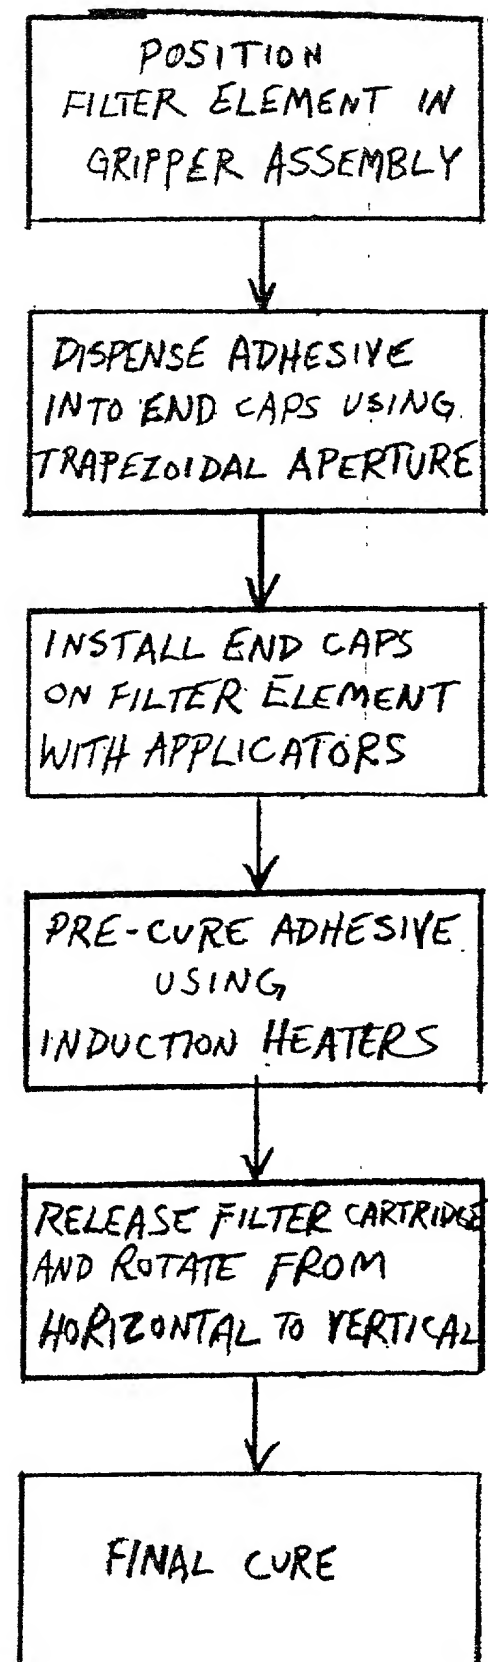 POSITION
FILTER ELEMENT IN
GRIPPER ASSEMBLY
DISPENSE ADHESIVE
INTO END CAPS USING
TRAPEZOIDAL APERTURE
INSTALL END CAPS
ON FILTER ELEMENT
WITH APPLICATORS
PRE-CURE ADHESIVE
USING
INDUCTION HEATERS
RELEASE FILTER CARTRIDGE
AND ROTATE FROM
HORIZONTAL TO VERTICAL
FINAL CURE